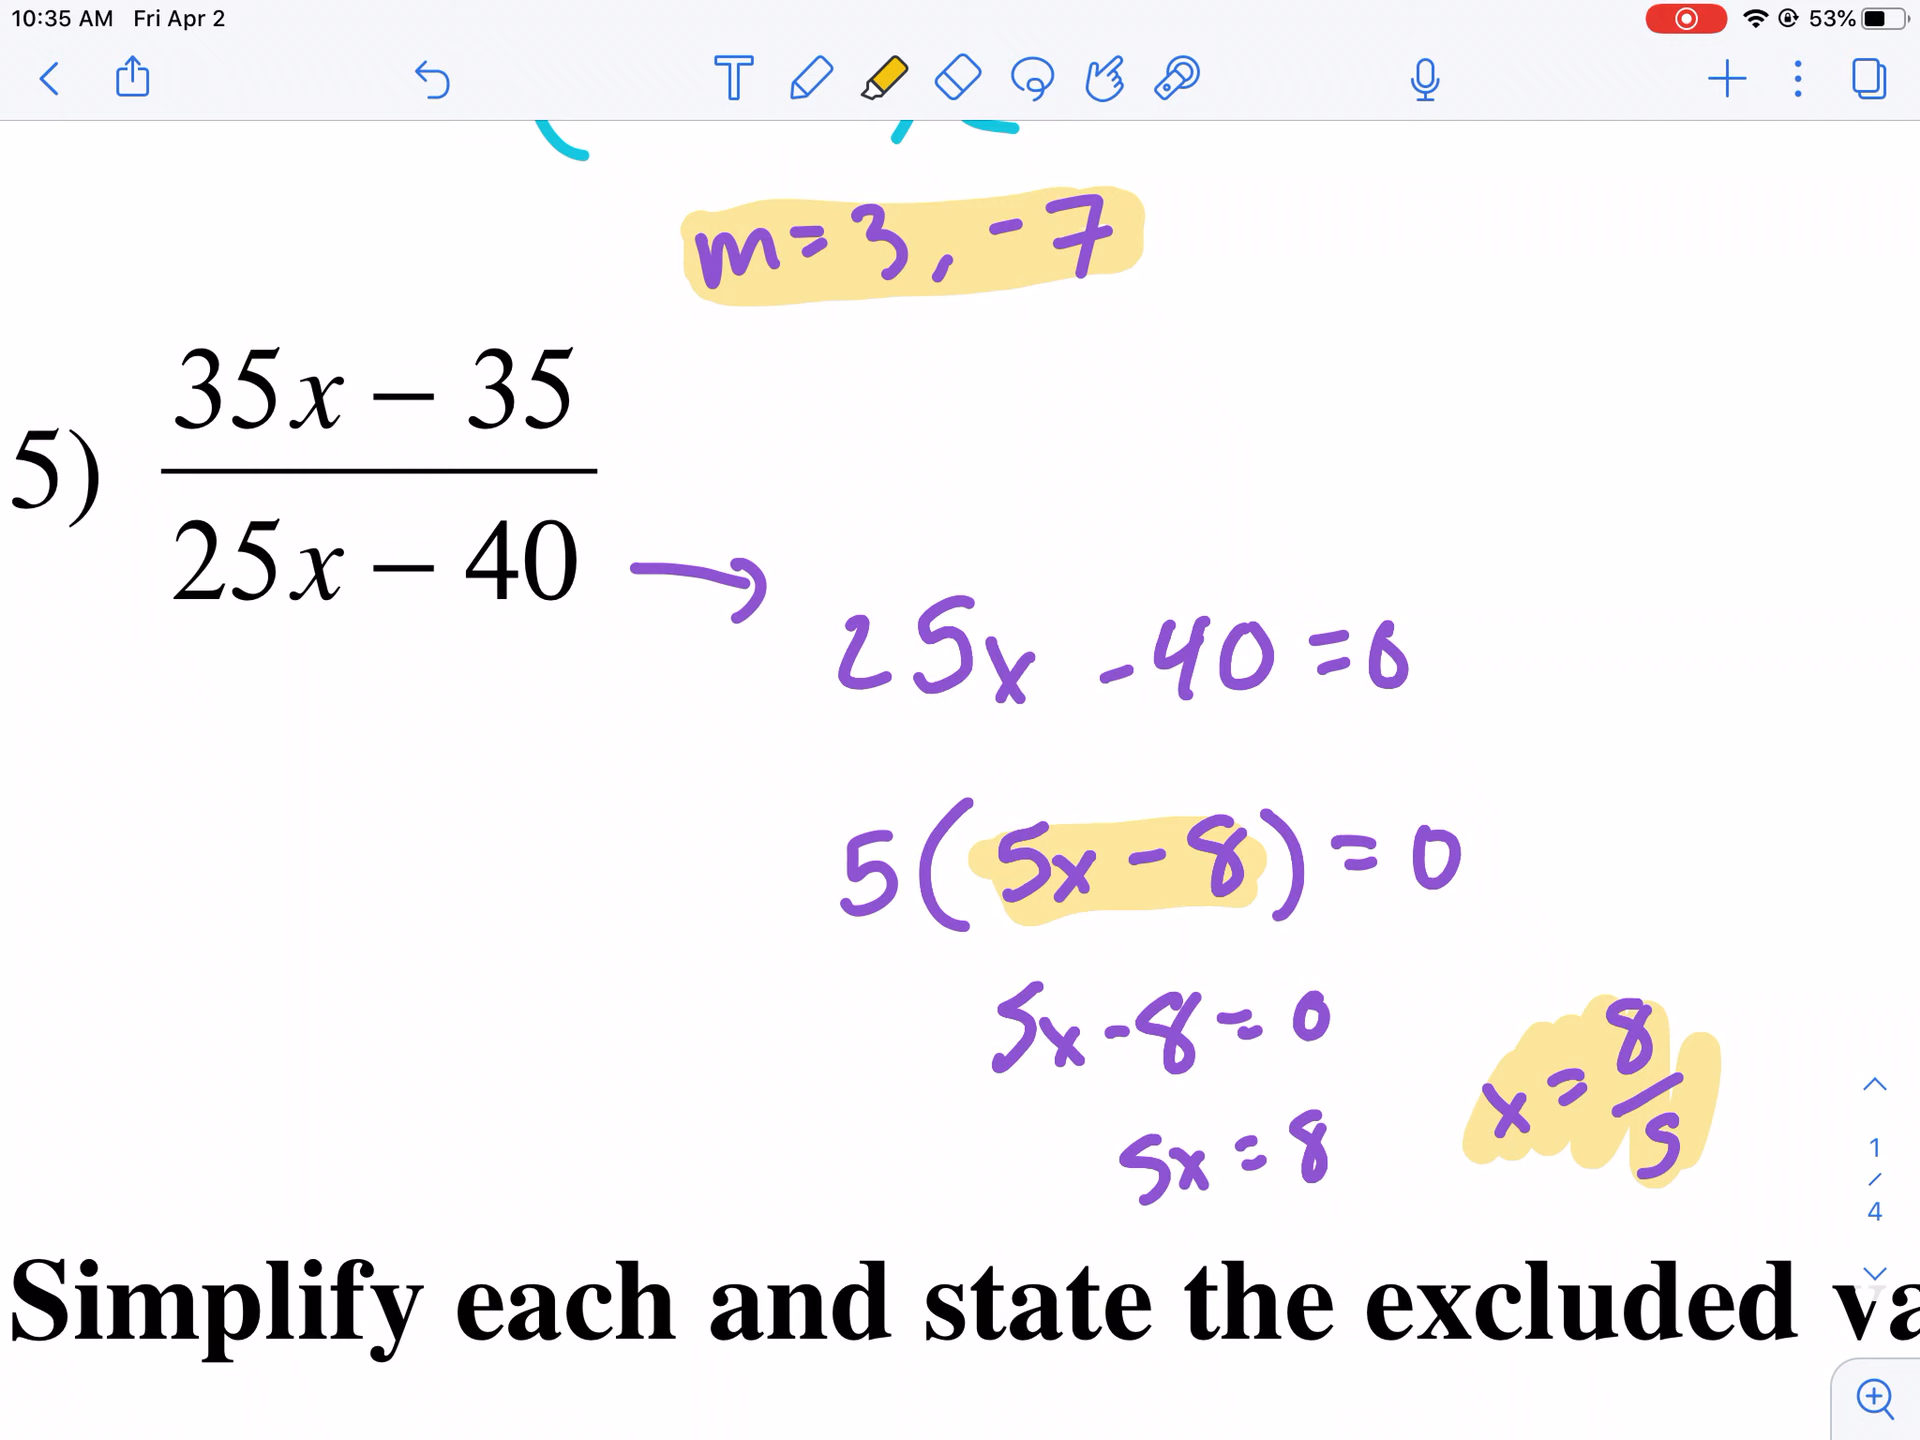 10:35 AM Fri Apr 2 53%
m = 3, -7
5) 35x − 35
25x − 40
25x - 40 = 0
5(5x - 8) = 0
5x - 8 = 0
5x = 8
x = 8/5
1
/
4
Simplify each and state the excluded va